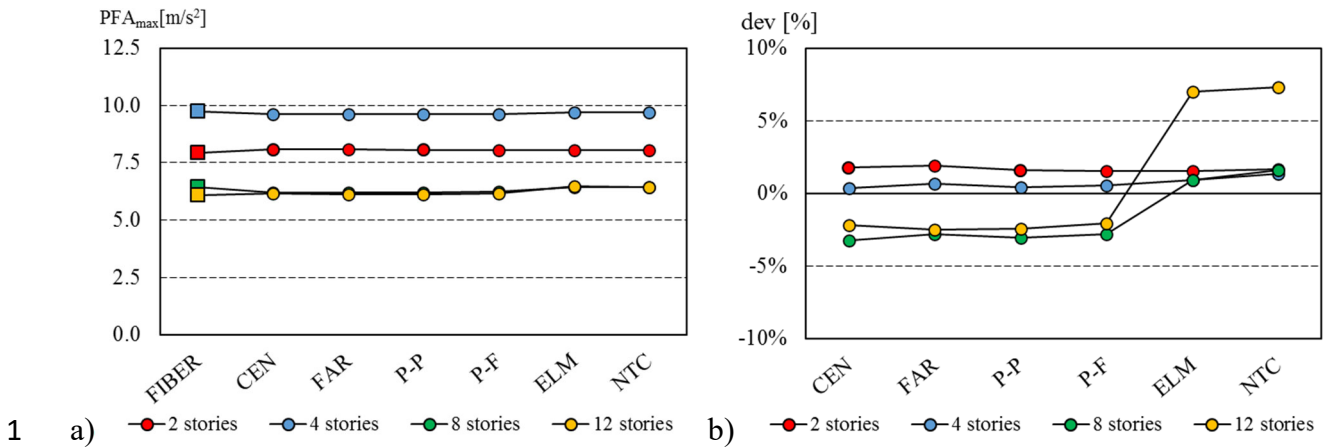 PFAmax[m/s²]
12.5
10.0
7.5
5.0
2.5
0.0
FIBER CEN FAR P-P P-F ELM NTC
1 a) 2 stories 4 stories 8 stories 12 stories
dev [%]
10%
5%
0%
-5%
-10%
CEN FAR P-P P-F ELM NTC
b) 2 stories 4 stories 8 stories 12 stories